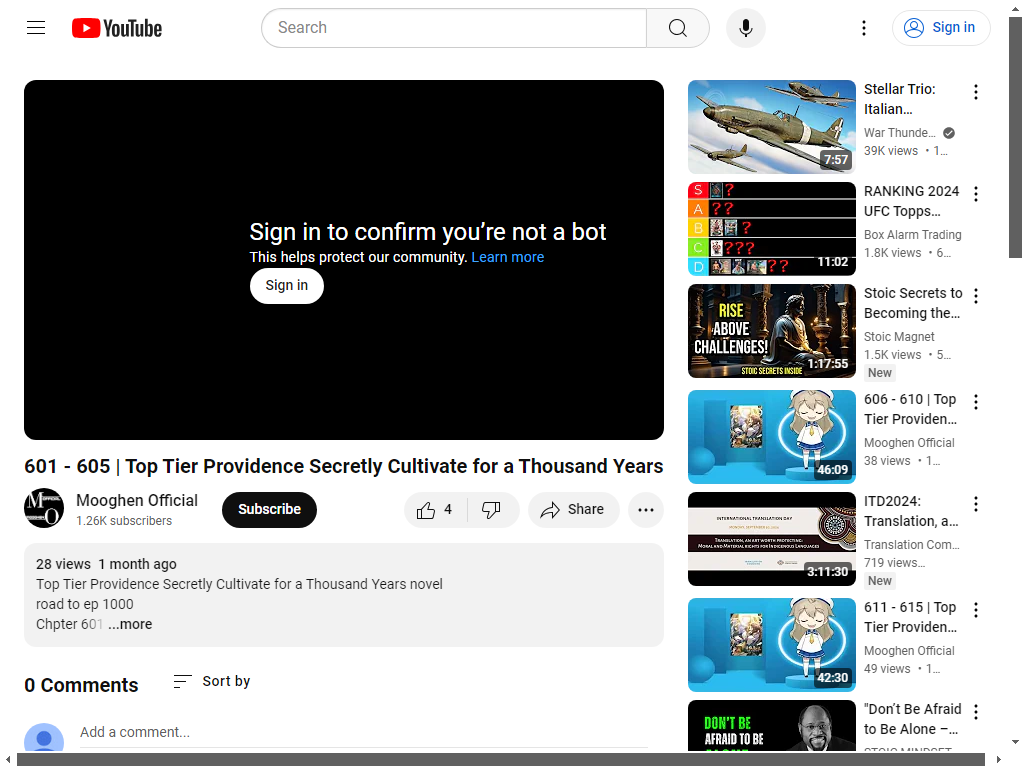 YouTube
Search
Sign in
Sign in to confirm you're not a bot
This helps protect our community. Learn more
Sign in
601 - 605 | Top Tier Providence Secretly Cultivate for a Thousand Years
Mooghen Official
1.26K subscribers
Subscribe
4
Share
28 views 1 month ago
Top Tier Providence Secretly Cultivate for a Thousand Years novel
road to ep 1000
Chpter 601 ...more
0 Comments
Sort by
Add a comment...
7:57
Stellar Trio:
Italian...
War Thunde...
39K views • 1...
S ?
A ??
B ?
C ???
D ??
11:02
RANKING 2024
UFC Topps...
Box Alarm Trading
1.8K views • 6...
RISE
ABOVE
CHALLENGES!
STOIC SECRETS INSIDE
1:17:55
Stoic Secrets to
Becoming the...
Stoic Magnet
1.5K views • 5...
New
46:09
606 - 610 | Top
Tier Providen...
Mooghen Official
38 views • 1...
INTERNATIONAL TRANSLATION DAY
TRANSLATION, AN ART WORTH PROTECTING:
MORAL AND MATERIAL RIGHTS FOR INDIGENOUS LANGUAGES
3:11:30
ITD2024:
Translation, a...
Translation Com...
719 views...
New
42:30
611 - 615 | Top
Tier Providen...
Mooghen Official
49 views • 1...
DON'T BE
AFRAID TO BE
ALONE
"Don't Be Afraid
to Be Alone –...
STOIC MINDSET